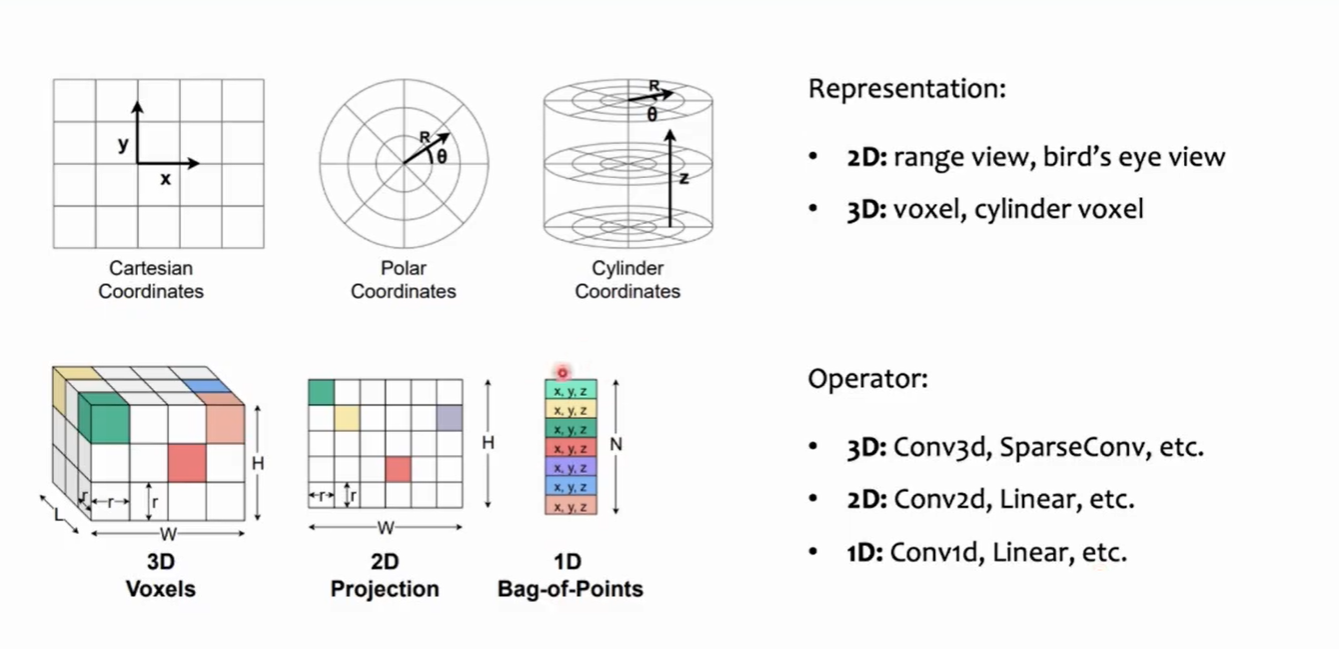 y
x
Cartesian
Coordinates
R
θ
Polar
Coordinates
R
θ
z
Cylinder
Coordinates
Representation:
• 2D: range view, bird's eye view
• 3D: voxel, cylinder voxel
r
r
r
L
W
H
3D
Voxels
r
r
W
H
2D
Projection
x, y, z
x, y, z
x, y, z
x, y, z
x, y, z
x, y, z
x, y, z
N
1D
Bag-of-Points
Operator:
• 3D: Conv3d, SparseConv, etc.
• 2D: Conv2d, Linear, etc.
• 1D: Conv1d, Linear, etc.